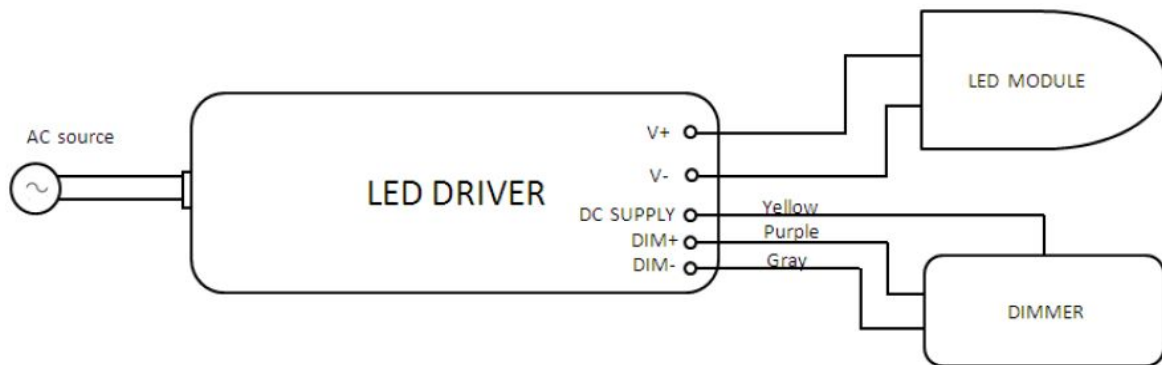 AC source
LED DRIVER
V+
V-
DC SUPPLY
DIM+
DIM-
Yellow
Purple
Gray
LED MODULE
DIMMER